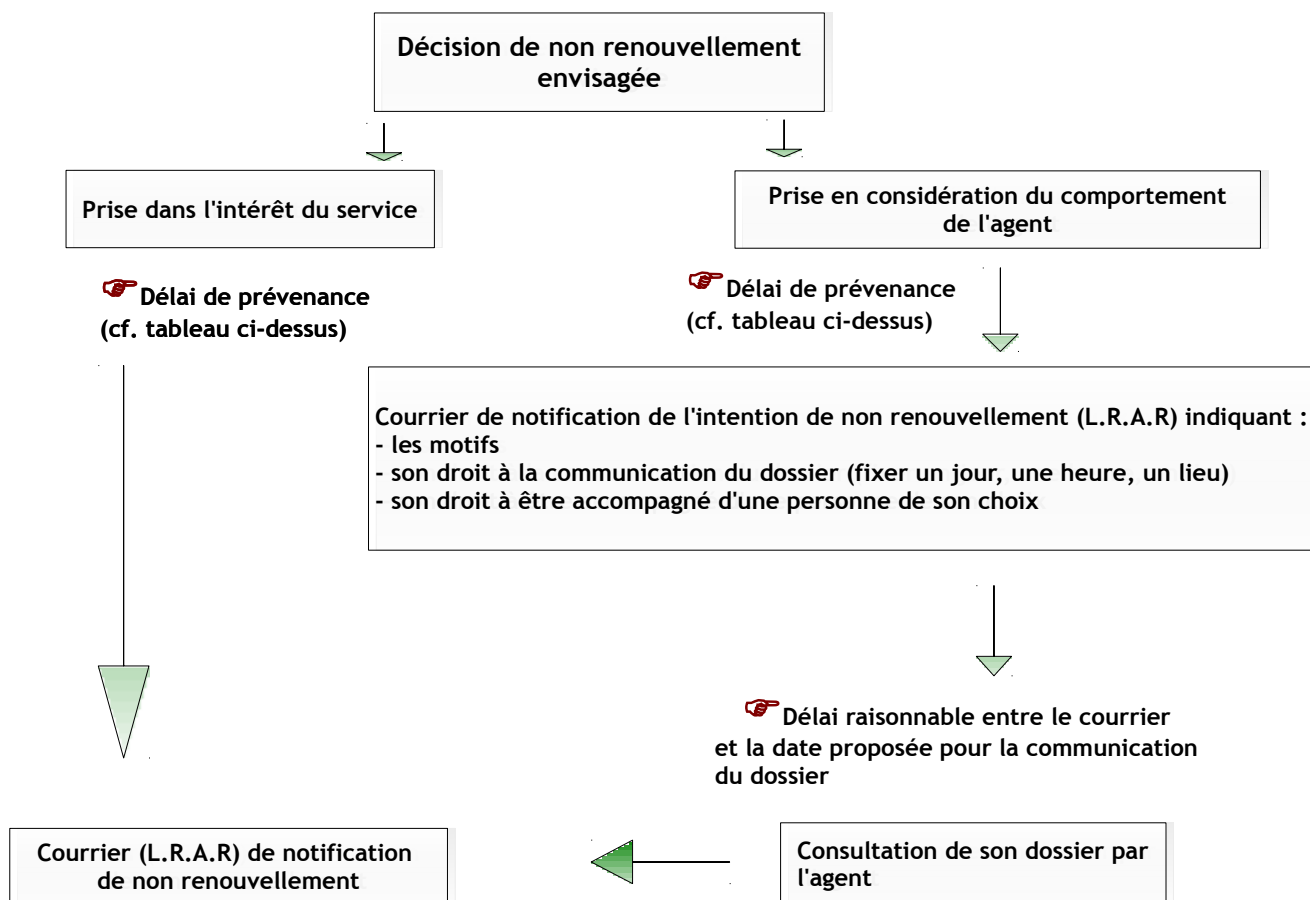 Décision de non renouvellement
envisagée
Prise dans l'intérêt du service
Prise en considération du comportement
de l'agent
Délai de prévenance
(cf. tableau ci-dessus)
Délai de prévenance
(cf. tableau ci-dessus)
Courrier de notification de l'intention de non renouvellement (L.R.A.R) indiquant :
- les motifs
- son droit à la communication du dossier (fixer un jour, une heure, un lieu)
- son droit à être accompagné d'une personne de son choix
Délai raisonnable entre le courrier
et la date proposée pour la communication
du dossier
Courrier (L.R.A.R) de notification
de non renouvellement
Consultation de son dossier par
l'agent